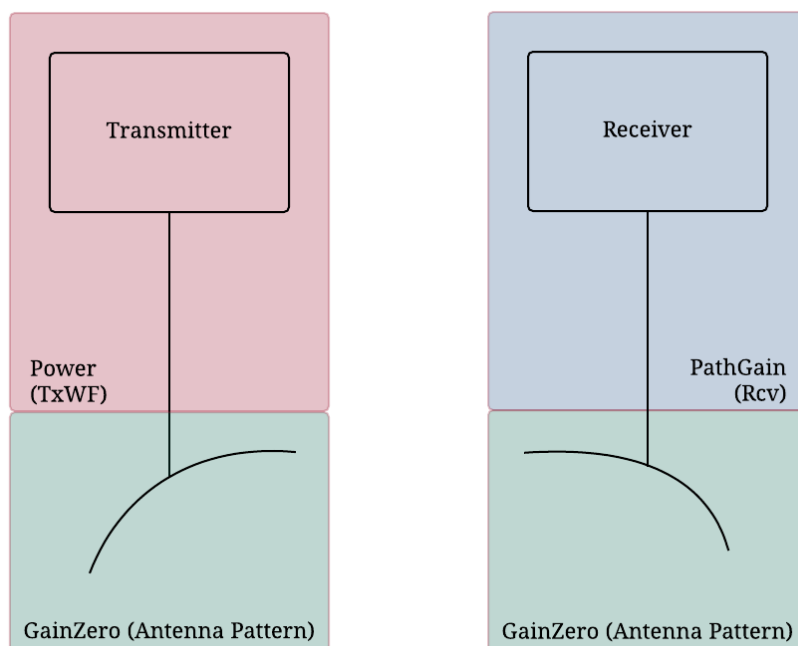 Transmitter
Receiver
Power
(TxWF)
PathGain
(Rcv)
GainZero (Antenna Pattern)
GainZero (Antenna Pattern)